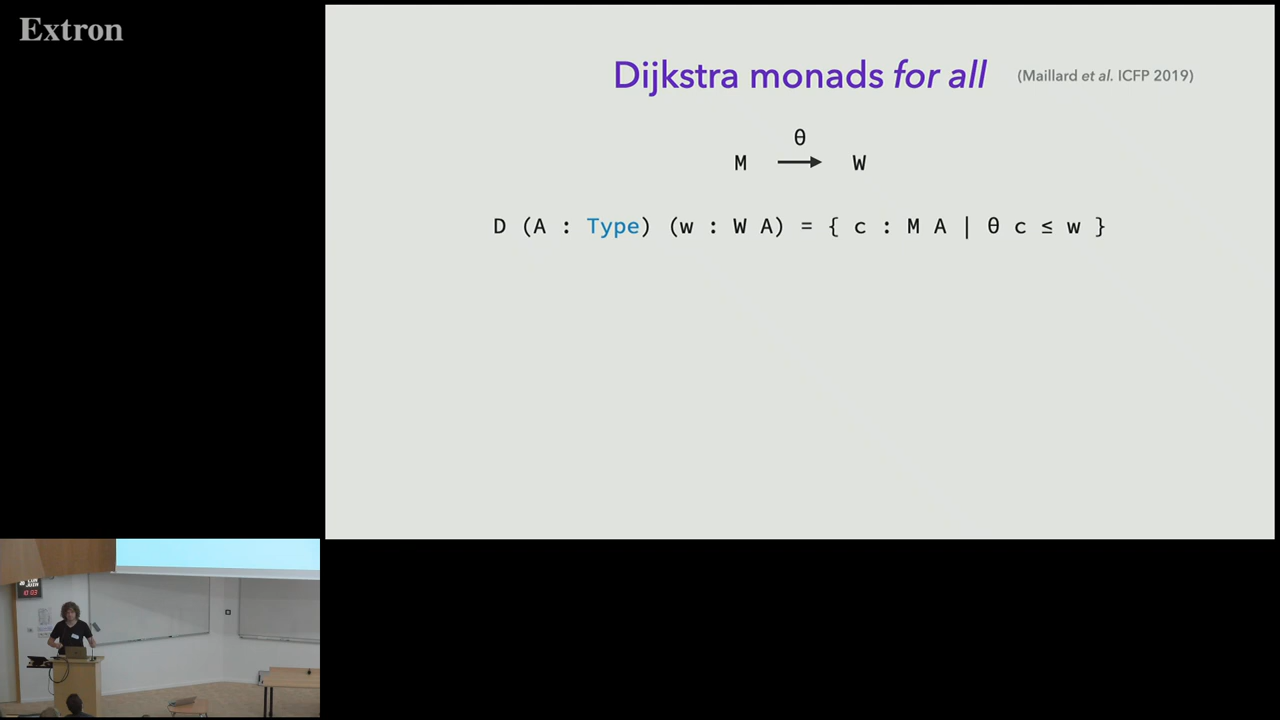 Extron
Dijkstra monads for all (Maillard et al. ICFP 2019)
θ
M ⟶ W
D (A : Type) (w : W A) = { c : M A | θ c ≤ w }